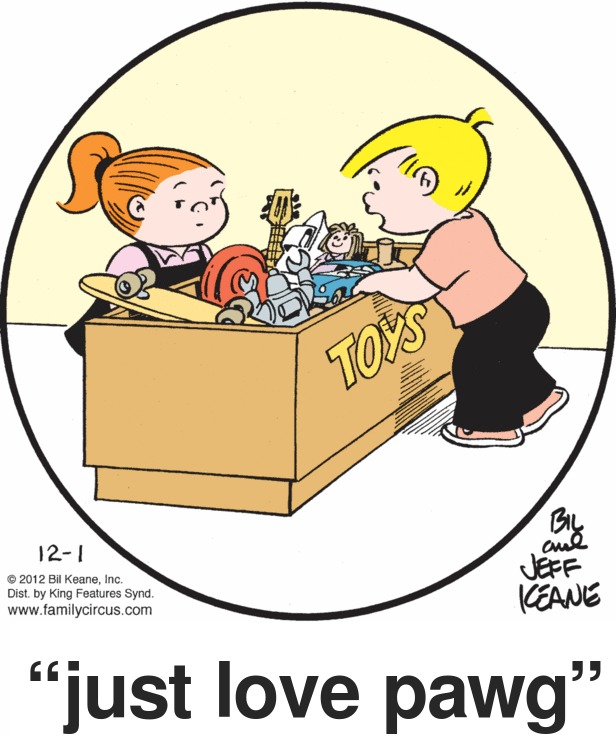 TOYS
12-1
© 2012 Bil Keane, Inc.
Dist. by King Features Synd.
www.familycircus.com
BIL
and
JEFF
KEANE
“just love pawg”